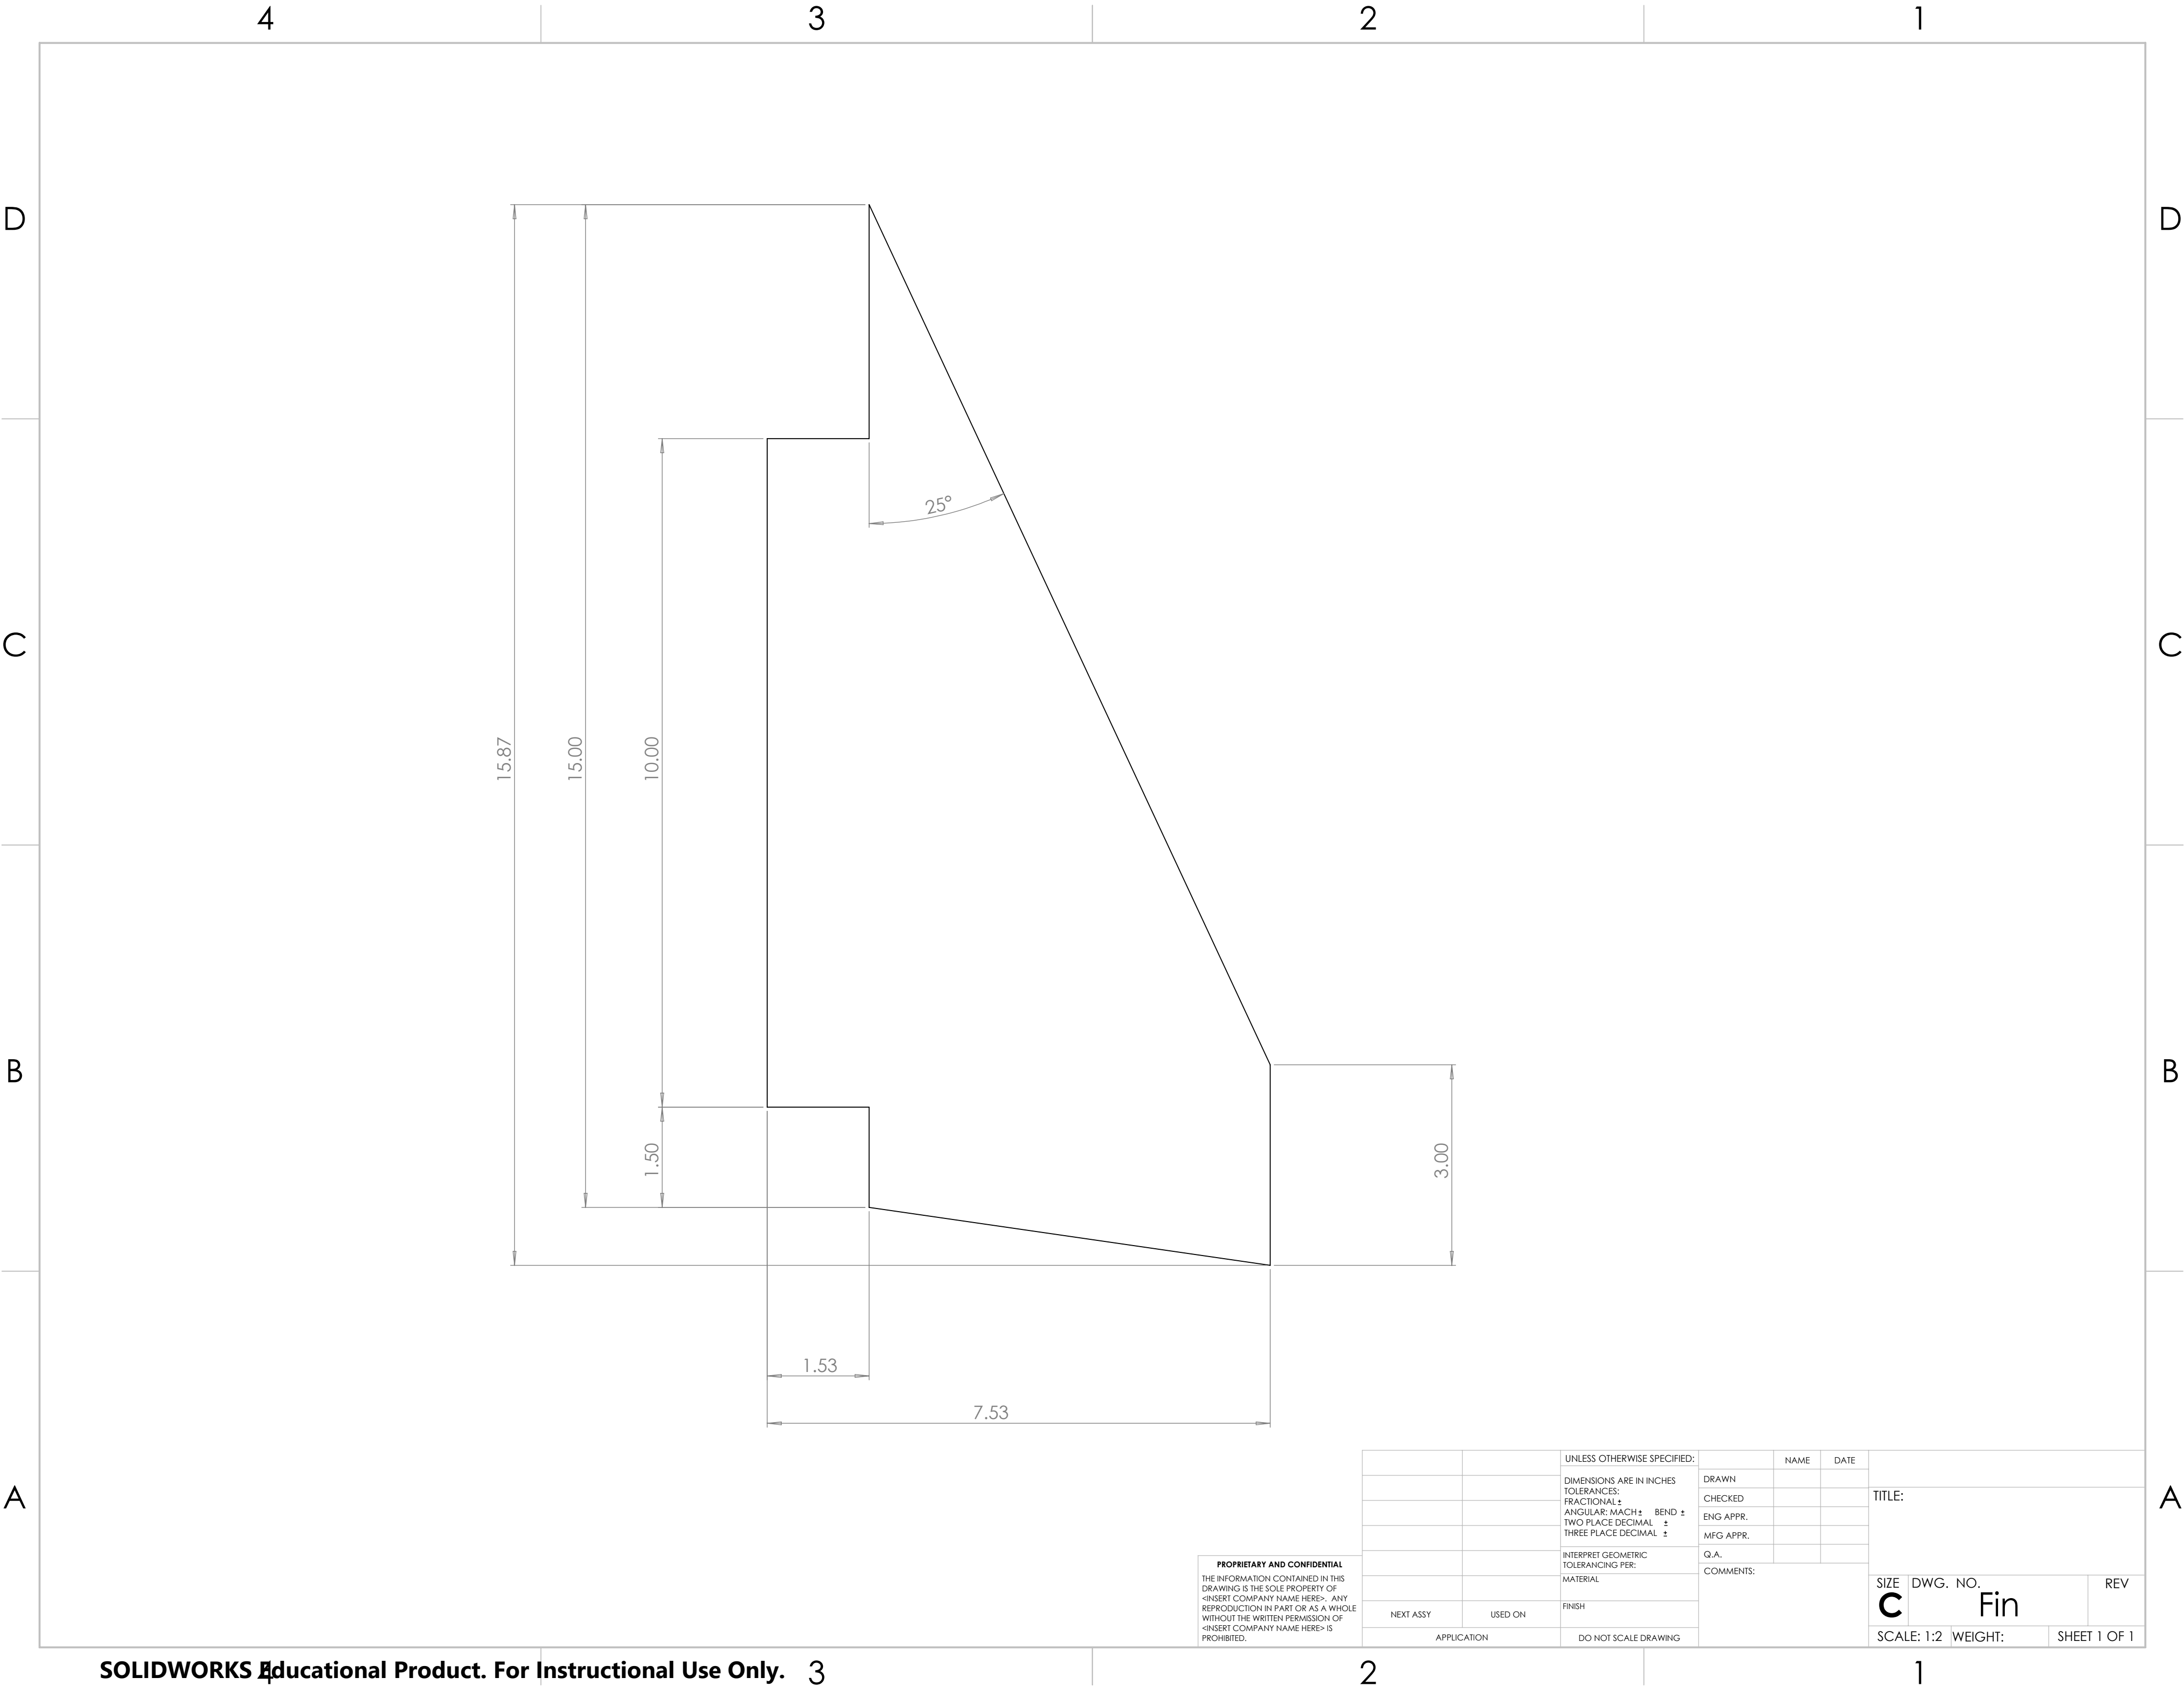 4 3 2 1
D D
25°
C C
15.87 15.00 10.00
B B
1.50 3.00
1.53
7.53
A A
UNLESS OTHERWISE SPECIFIED:
DIMENSIONS ARE IN INCHES
TOLERANCES:
FRACTIONAL ±
ANGULAR: MACH ± BEND ±
TWO PLACE DECIMAL ±
THREE PLACE DECIMAL ±
INTERPRET GEOMETRIC
TOLERANCING PER:
MATERIAL
FINISH
DO NOT SCALE DRAWING
NAME DATE
DRAWN
CHECKED
ENG APPR.
MFG APPR.
Q.A.
COMMENTS:
TITLE:
SIZE DWG. NO. REV
C Fin
SCALE: 1:2 WEIGHT: SHEET 1 OF 1
PROPRIETARY AND CONFIDENTIAL
THE INFORMATION CONTAINED IN THIS
DRAWING IS THE SOLE PROPERTY OF
<INSERT COMPANY NAME HERE>. ANY
REPRODUCTION IN PART OR AS A WHOLE
WITHOUT THE WRITTEN PERMISSION OF
<INSERT COMPANY NAME HERE> IS
PROHIBITED.
NEXT ASSY USED ON
APPLICATION
SOLIDWORKS Educational Product. For Instructional Use Only.
4 3 2 1